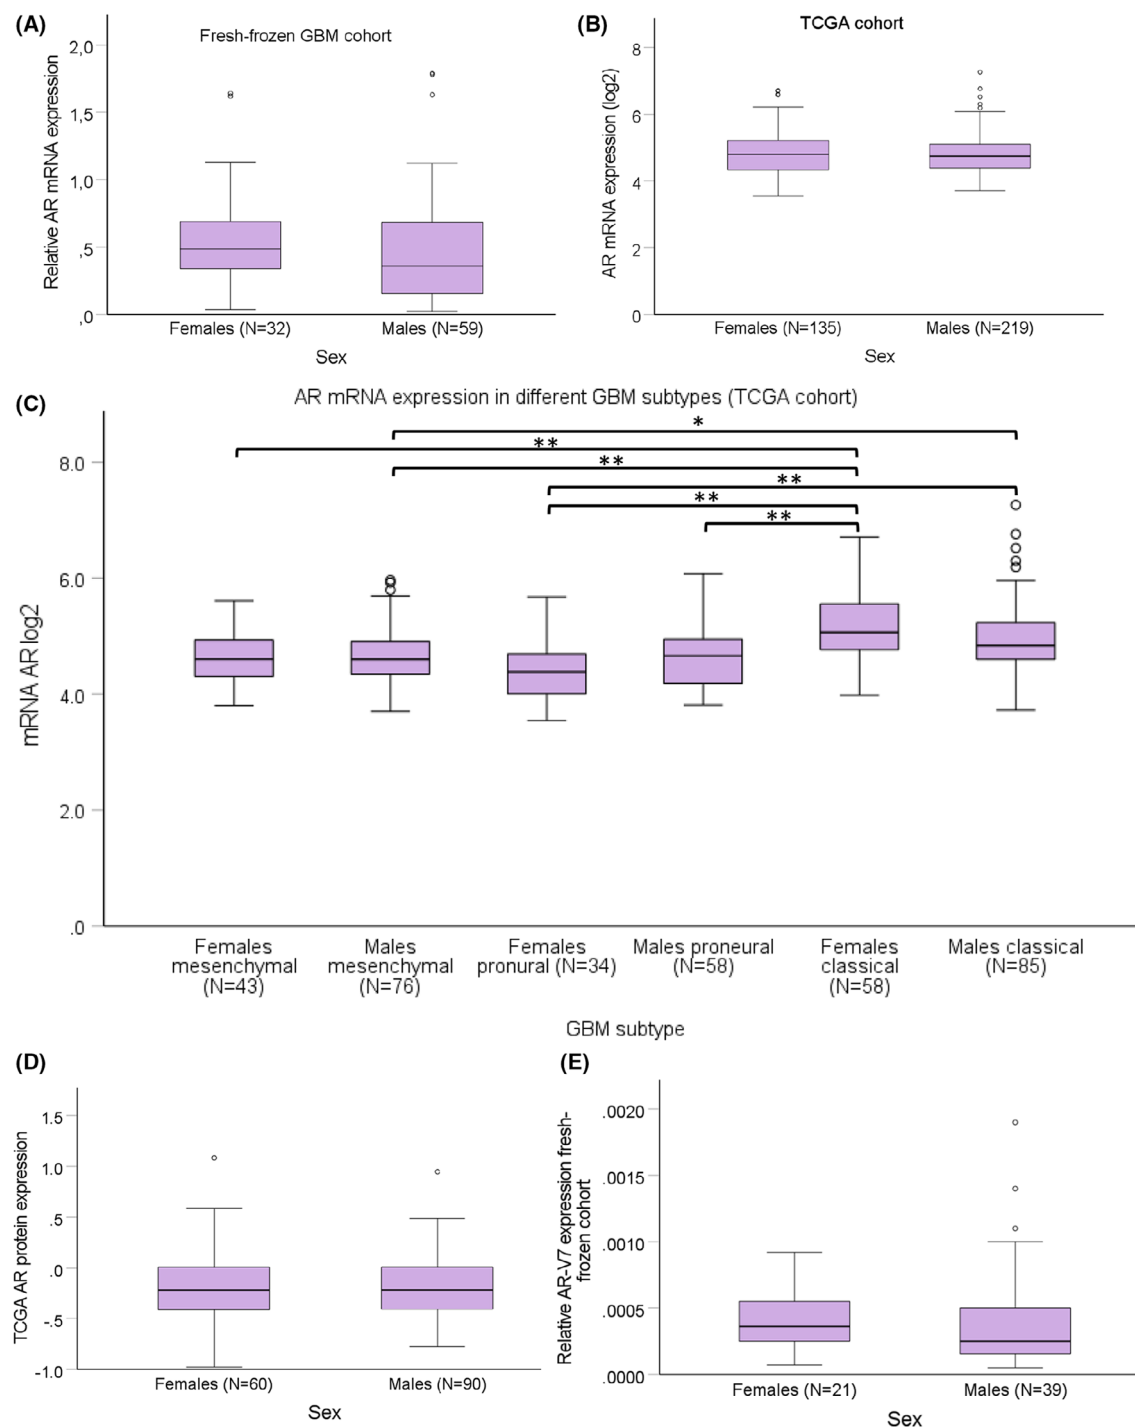 (A)
Fresh-frozen GBM cohort
Relative AR mRNA expression
2,0
1,5
1,0
,5
,0
Females (N=32)
Males (N=59)
Sex
(B)
TCGA cohort
AR mRNA expression (log2)
8
6
4
2
0
Females (N=135)
Males (N=219)
Sex
(C)
AR mRNA expression in different GBM subtypes (TCGA cohort)
*
**
**
**
**
**
mRNA AR log2
8.0
6.0
4.0
2.0
.0
Females
mesenchymal
(N=43)
Males
mesenchymal
(N=76)
Females
pronural (N=34)
Males proneural
(N=58)
Females
classical
(N=58)
Males classical
(N=85)
GBM subtype
(D)
TCGA AR protein expression
1.5
1.0
.5
.0
-.5
-1.0
Females (N=60)
Males (N=90)
Sex
(E)
Relative AR-V7 expression fresh-
frozen cohort
.0020
.0015
.0010
.0005
.0000
Females (N=21)
Males (N=39)
Sex